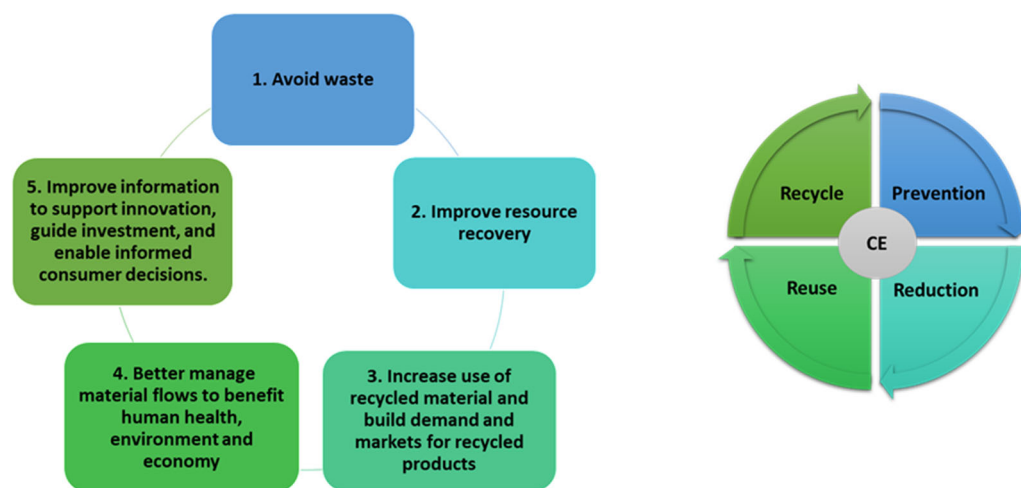 1. Avoid waste
2. Improve resource
recovery
3. Increase use of
recycled material and
build demand and
markets for recycled
products
4. Better manage
material flows to benefit
human health,
environment and
economy
5. Improve information
to support innovation,
guide investment, and
enable informed
consumer decisions.
Recycle
Prevention
CE
Reuse
Reduction